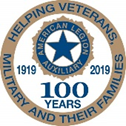 HELPING VETERANS,
MILITARY AND THEIR FAMILIES
AMERICAN LEGION
AUXILIARY
1919 2019
100
YEARS